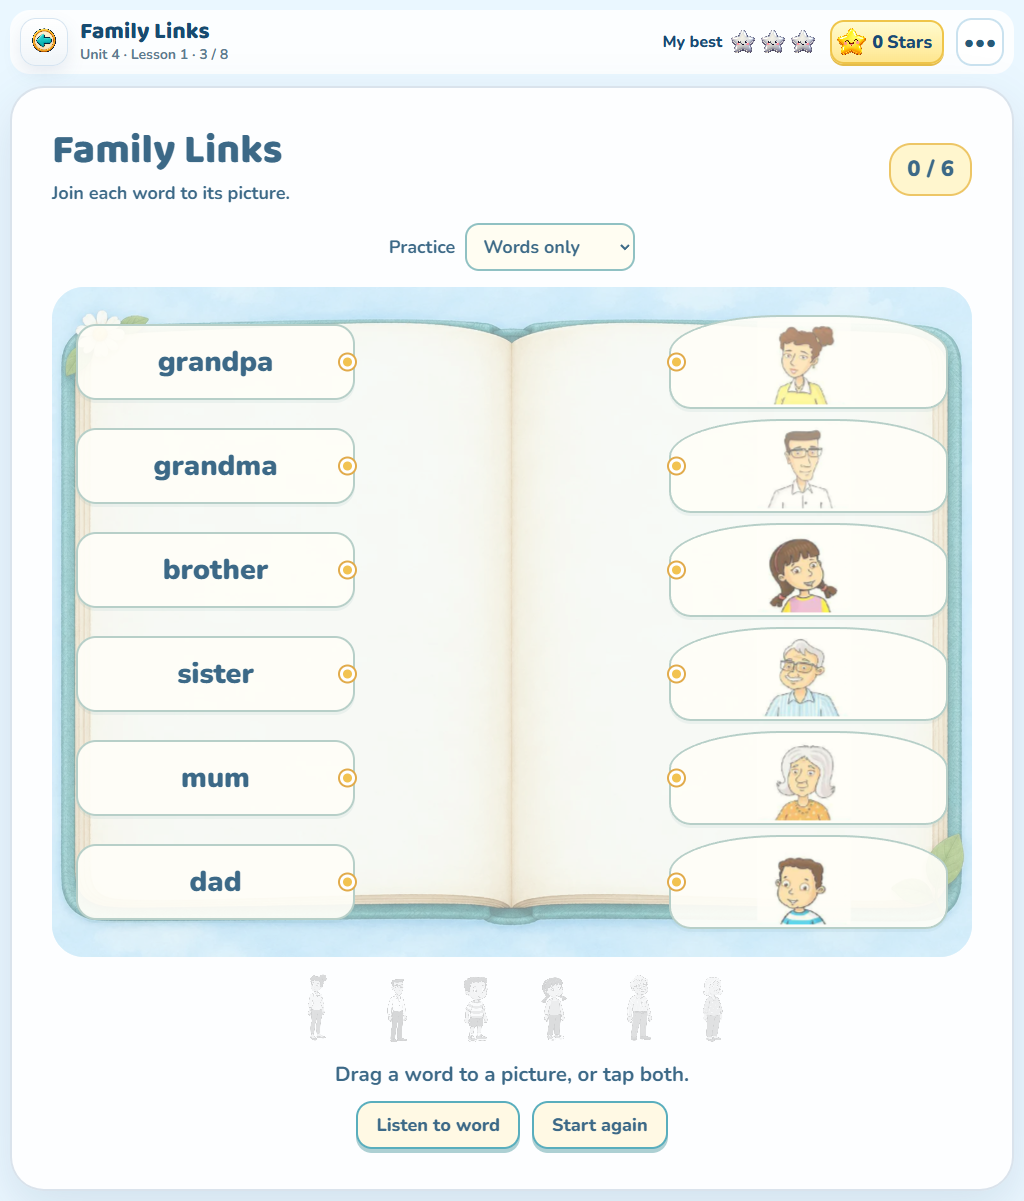 Family Links
Unit 4 · Lesson 1 · 3 / 8
My best
0 Stars
Family Links
Join each word to its picture.
0 / 6
Practice
Words only
grandpa
grandma
brother
sister
mum
dad
Drag a word to a picture, or tap both.
Listen to word
Start again